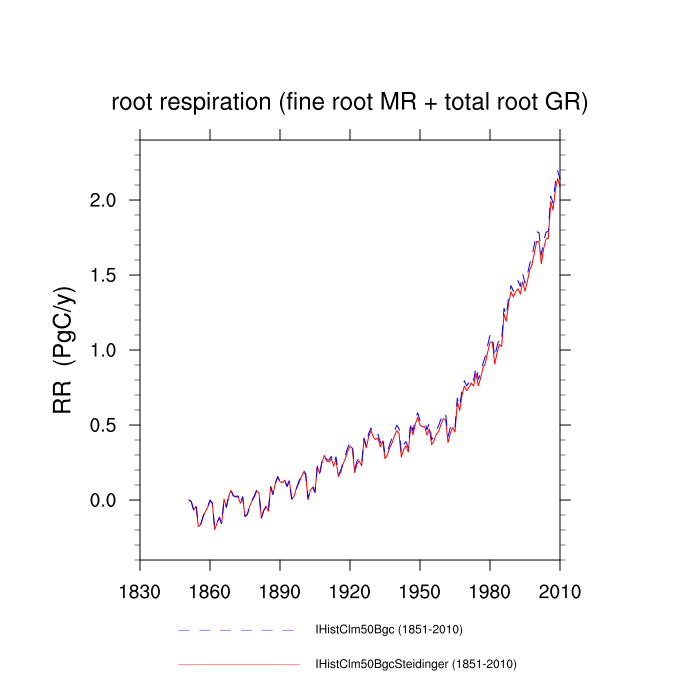 root respiration (fine root MR + total root GR)
RR (PgC/y)
2.0
1.5
1.0
0.5
0.0
1830 1860 1890 1920 1950 1980 2010
IHistClm50Bgc (1851-2010)
IHistClm50BgcSteidinger (1851-2010)